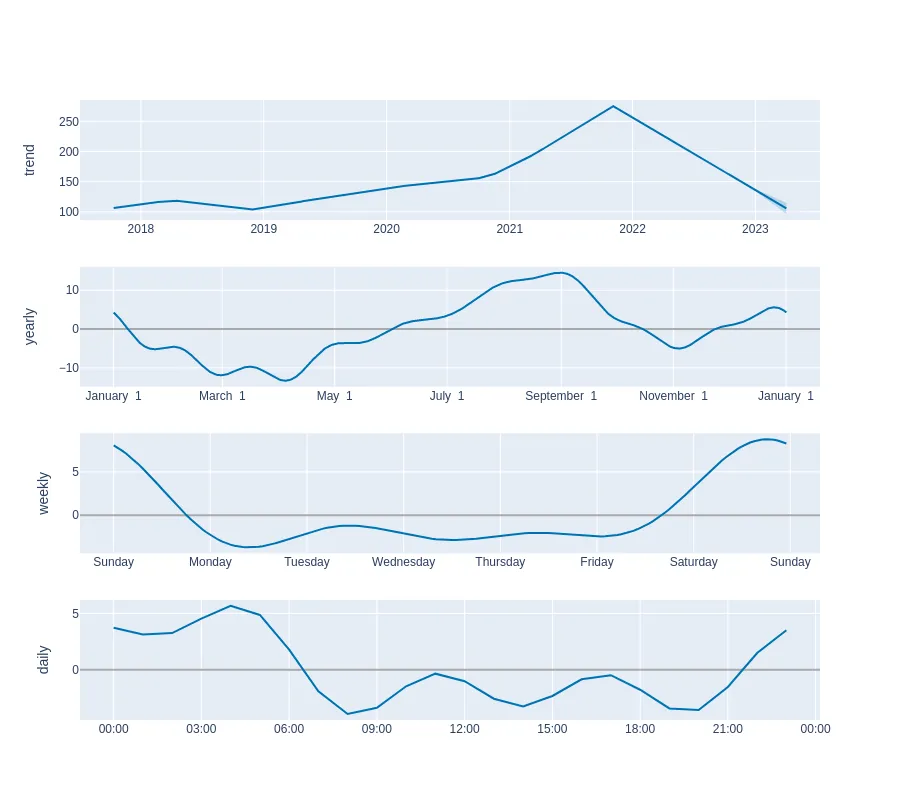 trend
250
200
150
100
2018 2019 2020 2021 2022 2023
yearly
10
0
−10
January 1 March 1 May 1 July 1 September 1 November 1 January 1
weekly
5
0
Sunday Monday Tuesday Wednesday Thursday Friday Saturday Sunday
daily
5
0
00:00 03:00 06:00 09:00 12:00 15:00 18:00 21:00 00:00